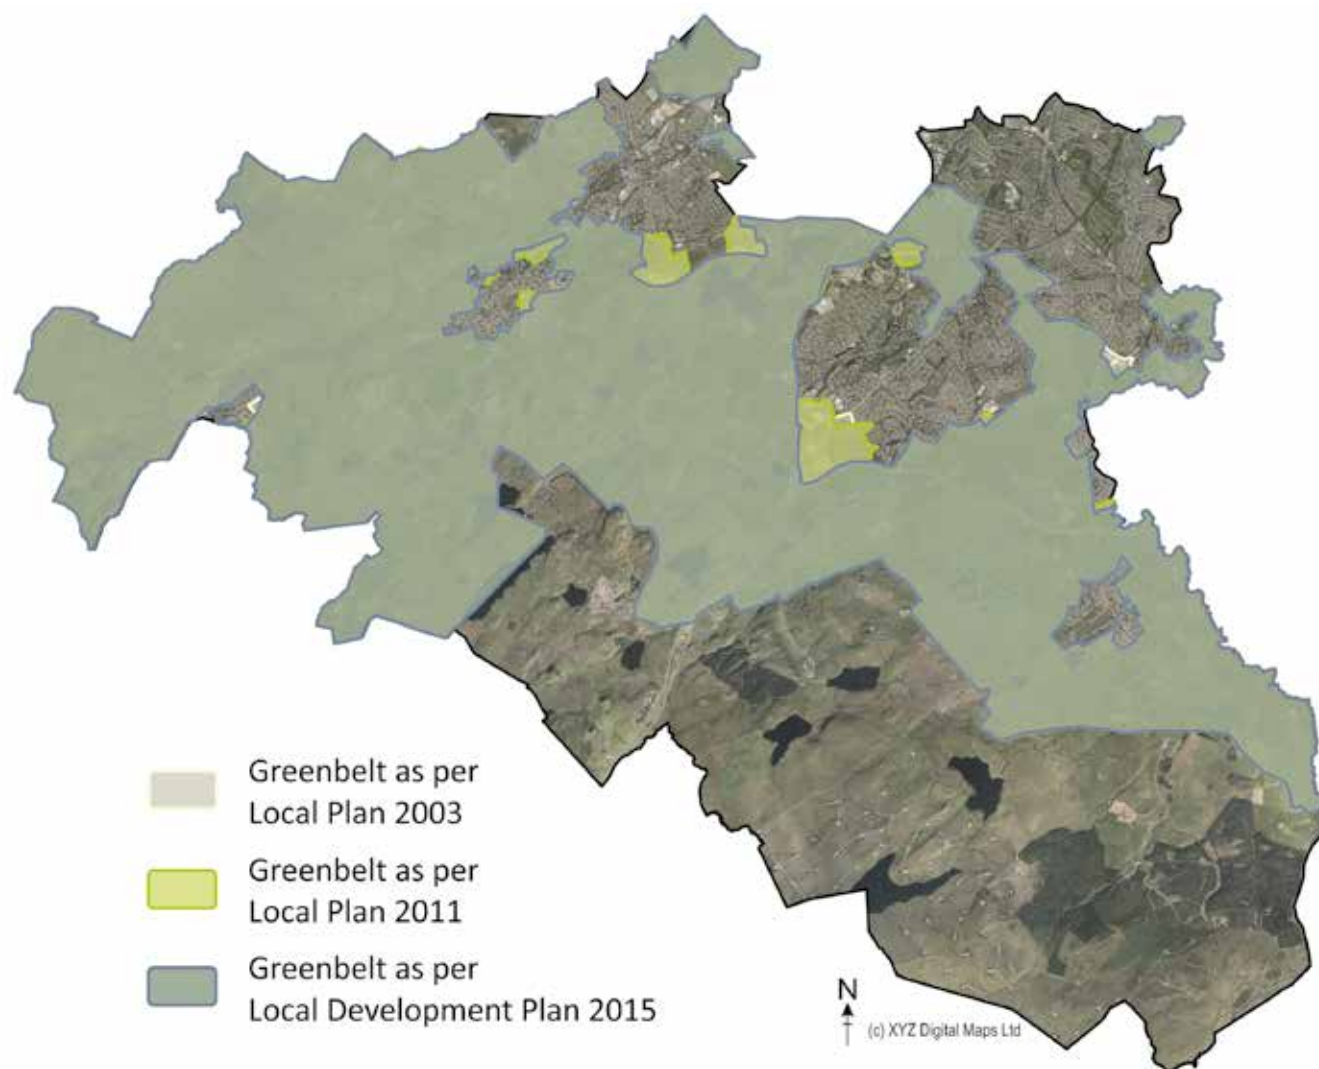 Greenbelt as per
Local Plan 2003
Greenbelt as per
Local Plan 2011
Greenbelt as per
Local Development Plan 2015
N
(c) XYZ Digital Maps Ltd